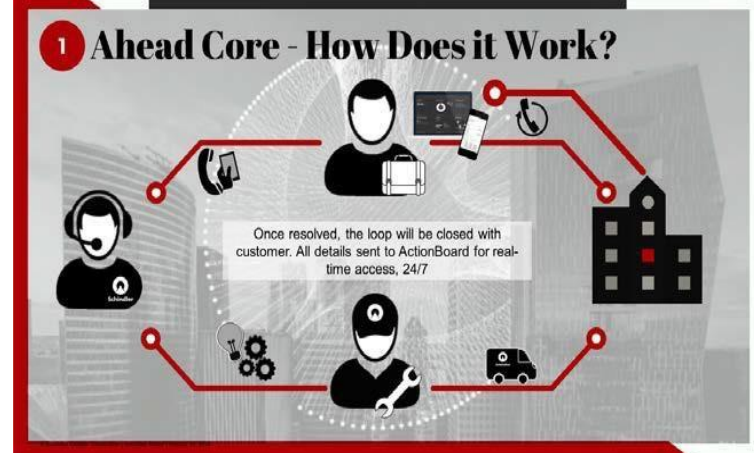 1
Ahead Core - How Does it Work?
Once resolved, the loop will be closed with
customer. All details sent to ActionBoard for real-
time access, 24/7
Schindler